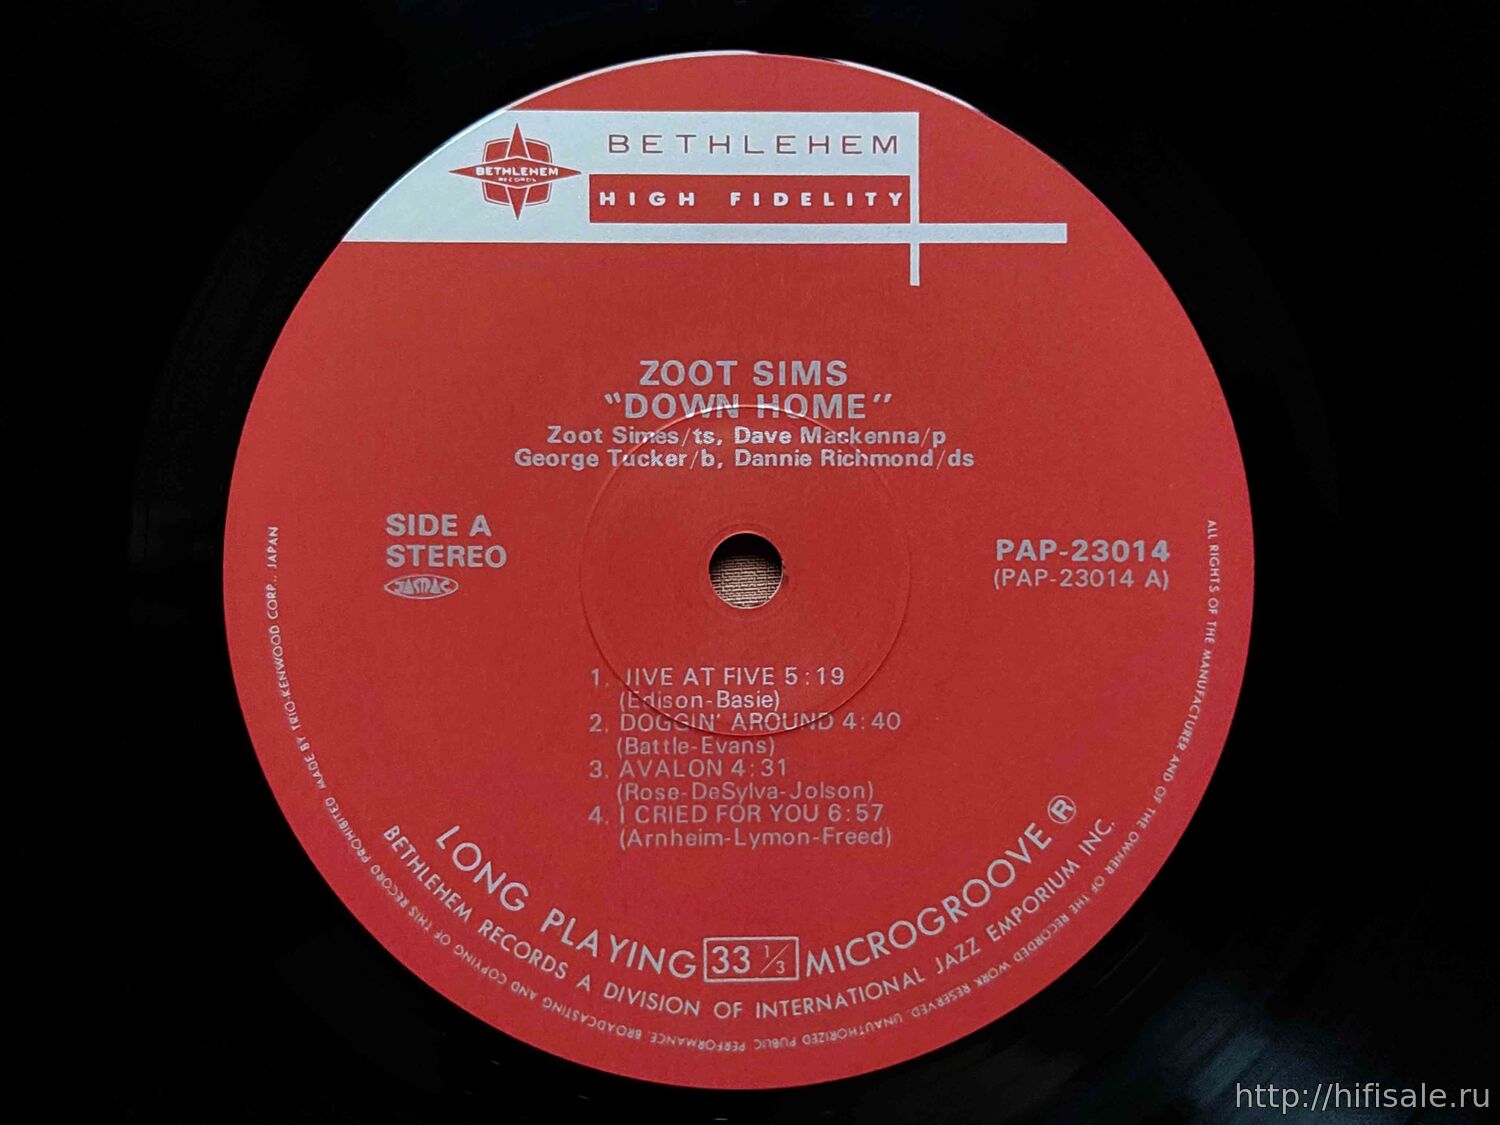 BETHLEHEM
HIGH FIDELITY
BETHLEHEM
RECORDS
ZOOT SIMS
"DOWN HOME"
Zoot Simes/ts, Dave Mackenna/p
George Tucker/b, Dannie Richmond/ds
SIDE A
STEREO
JASRAC
PAP-23014
(PAP-23014 A)
1. JIVE AT FIVE 5:19
(Edison-Basie)
2. DOGGIN' AROUND 4:40
(Battle-Evans)
3. AVALON 4:31
(Rose-DeSylva-Jolson)
4. I CRIED FOR YOU 6:57
(Arnheim-Lymon-Freed)
LONG PLAYING 33 1/3 MICROGROOVE ®
BETHLEHEM RECORDS A DIVISION OF INTERNATIONAL JAZZ EMPORIUM INC.
ALL RIGHTS OF THE MANUFACTURER AND OF THE OWNER OF THE RECORDED WORK RESERVED. UNAUTHORIZED PUBLIC PERFORMANCE, BROADCASTING AND COPYING OF THIS RECORD PROHIBITED MADE BY TRIO-KENWOOD CORP., JAPAN
http://hifisale.ru